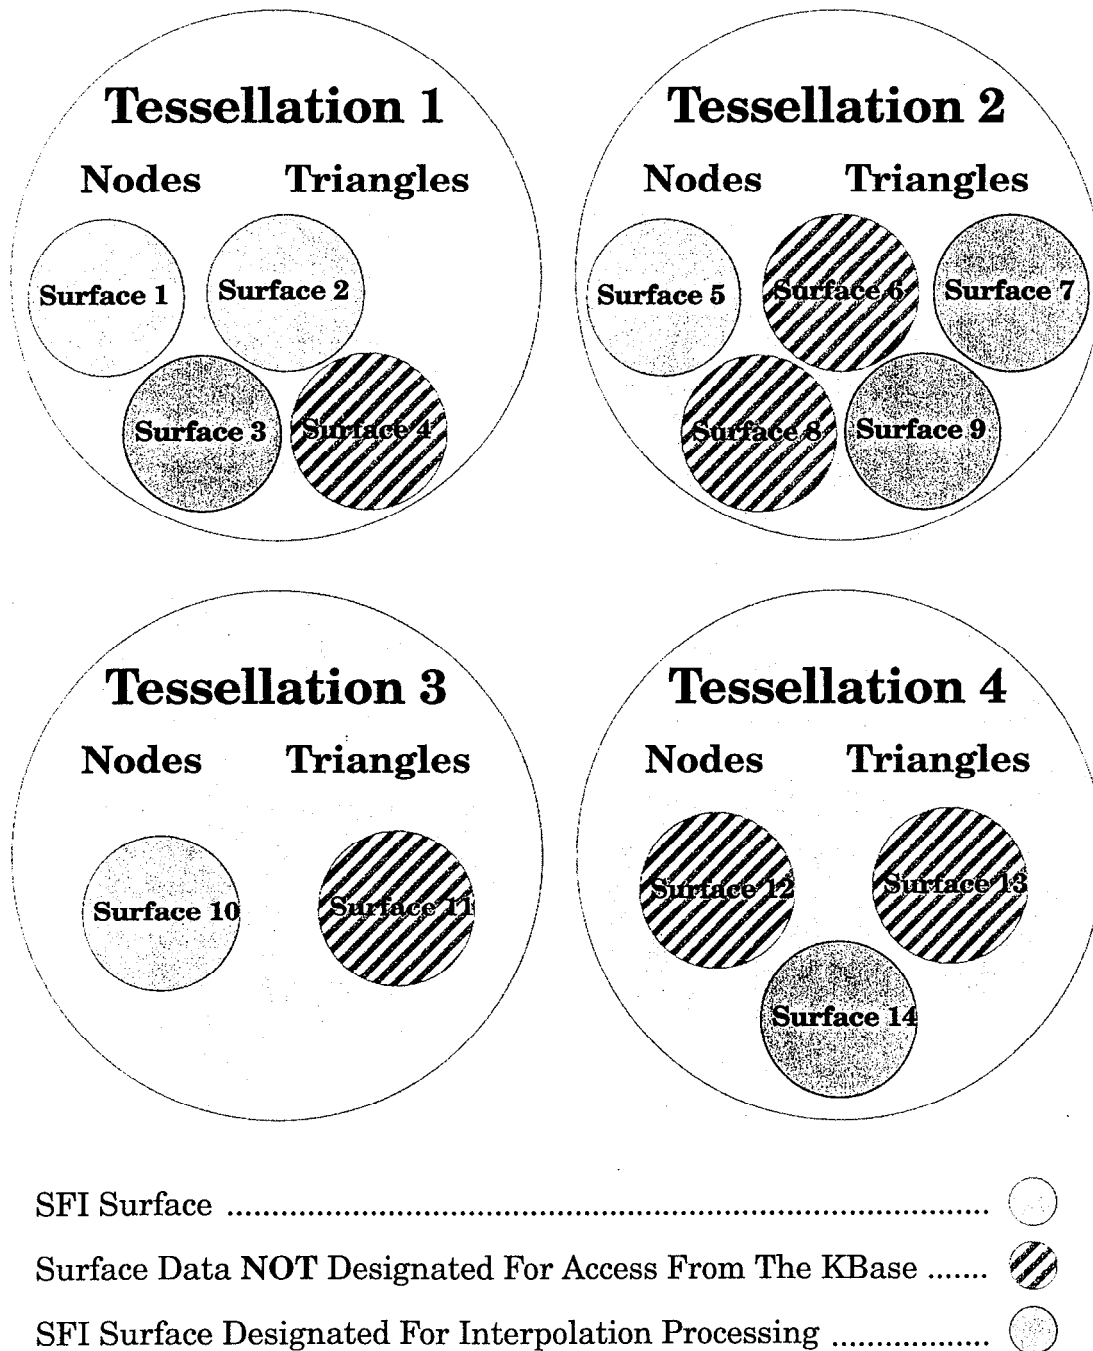 Tessellation 1
Nodes Triangles
Surface 1
Surface 2
Surface 3
Surface 4
Tessellation 2
Nodes Triangles
Surface 5
Surface 6
Surface 7
Surface 8
Surface 9
Tessellation 3
Nodes Triangles
Surface 10
Surface 11
Tessellation 4
Nodes Triangles
Surface 12
Surface 13
Surface 14
SFI Surface ....................................................................................
Surface Data NOT Designated For Access From The KBase .......
SFI Surface Designated For Interpolation Processing .................